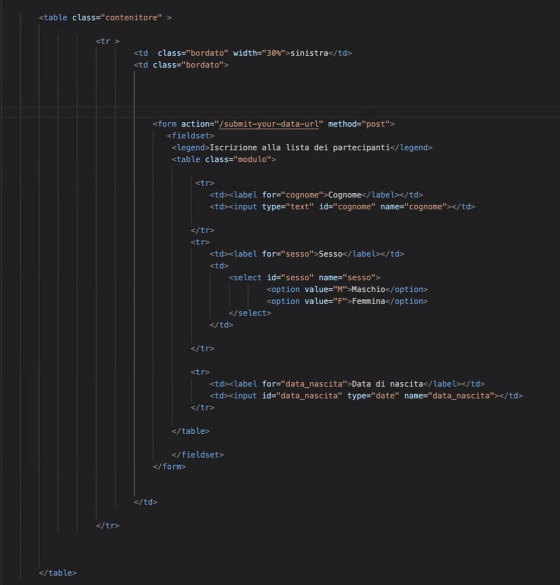 <table class="contenitore" >
<tr >
<td  class="bordato" width="30%">sinistra</td>
<td class="bordato">
<form action="/submit-your-data-url" method="post">
<fieldset>
<legend>Iscrizione alla lista dei partecipanti</legend>
<table class="modulo">
<tr>
<td><label for="cognome">Cognome</label></td>
<td><input type="text" id="cognome" name="cognome"></td>
</tr>
<tr>
<td><label for="sesso">Sesso</label></td>
<td>
<select id="sesso" name="sesso">
<option value="M">Maschio</option>
<option value="F">Femmina</option>
</select>
</td>
</tr>
<tr>
<td><label for="data_nascita">Data di nascita</label></td>
<td><input id="data_nascita" type="date" name="data_nascita"></td>
</tr>
</table>
</fieldset>
</form>
</td>
</tr>
</table>